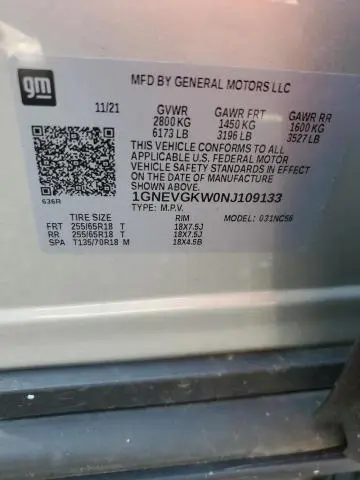 gm
MFD BY GENERAL MOTORS LLC
11/21 GVWR GAWR FRT GAWR RR
2800 KG 1450 KG 1600 KG
6173 LB 3196 LB 3527 LB
THIS VEHICLE CONFORMS TO ALL
APPLICABLE U.S. FEDERAL MOTOR
VEHICLE SAFETY STANDARDS IN EFFECT
ON THE DATE OF MANUFACTURE
SHOWN ABOVE.
1GNEVGKW0NJ109133
636R TYPE: M.P.V. MODEL: 031NC56
TIRE SIZE RIM
FRT 255/65R18 T 18X7.5J
RR 255/65R18 T 18X7.5J
SPA T135/70R18 M 18X4.5B